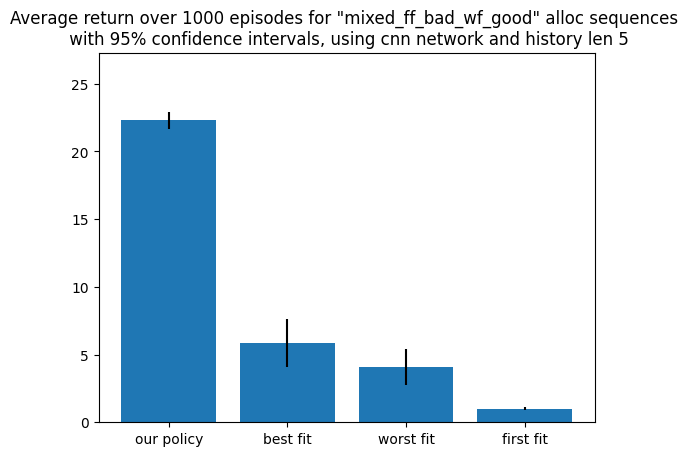 Average return over 1000 episodes for "mixed_ff_bad_wf_good" alloc sequences
with 95% confidence intervals, using cnn network and history len 5
25
20
15
10
5
0
our policy
best fit
worst fit
first fit